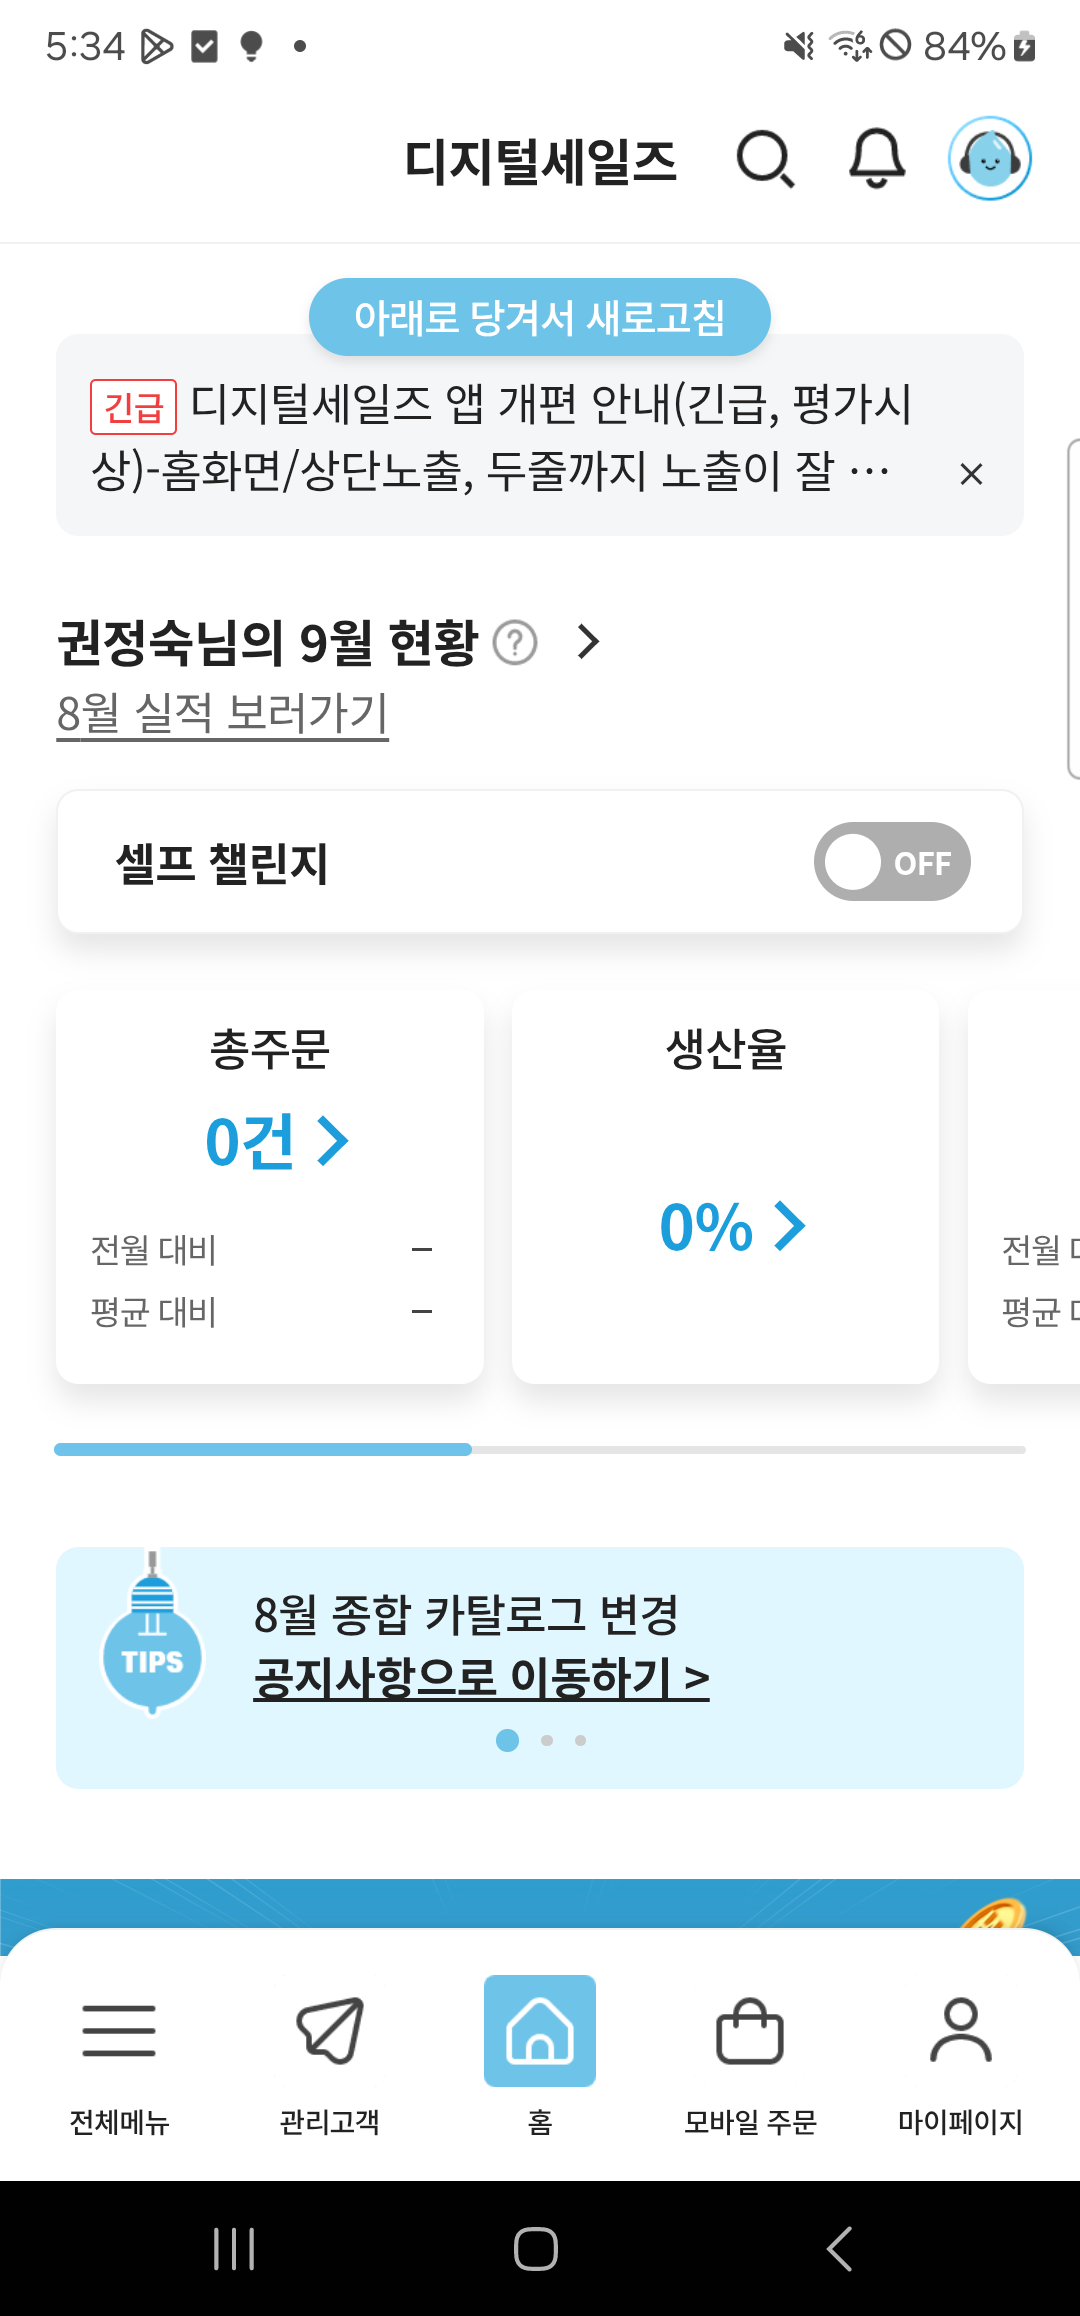 5:34
84%
디지털세일즈
아래로 당겨서 새로고침
긴급 디지털세일즈 앱 개편 안내(긴급, 평가시
상)-홈화면/상단노출, 두줄까지 노출이 잘 …
권정숙님의 9월 현황
8월 실적 보러가기
셀프 챌린지
OFF
총주문
0건
전월 대비 –
평균 대비 –
생산율
0%
전월
평균
TIPS
8월 종합 카탈로그 변경
공지사항으로 이동하기 >
전체메뉴
관리고객
홈
모바일 주문
마이페이지